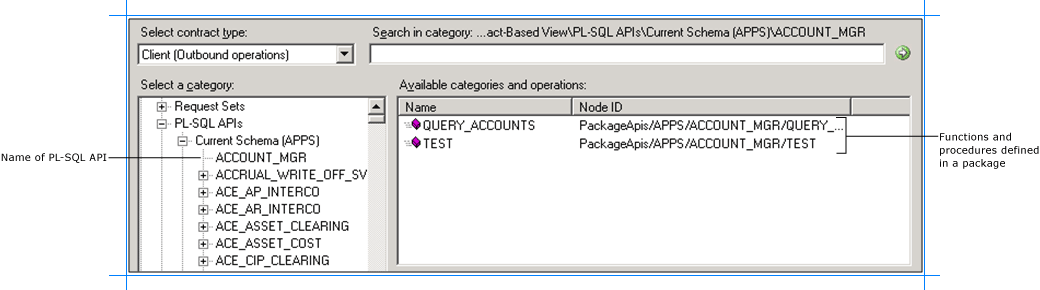 Select contract type:
Search in category: ...act-Based View\PL-SQL APIs\Current Schema (APPS)\ACCOUNT_MGR
Client (Outbound operations)
Select a category:
Available categories and operations:
Request Sets
PL-SQL APIs
Current Schema (APPS)
ACCOUNT_MGR
ACCRUAL_WRITE_OFF_SV
ACE_AP_INTERCO
ACE_AR_INTERCO
ACE_ASSET_CLEARING
ACE_ASSET_COST
ACE_CIP_CLEARING
Name
Node ID
QUERY_ACCOUNTS
PackageApis/APPS/ACCOUNT_MGR/QUERY_...
TEST
PackageApis/APPS/ACCOUNT_MGR/TEST
Name of PL-SQL API
Functions and
procedures defined
in a package